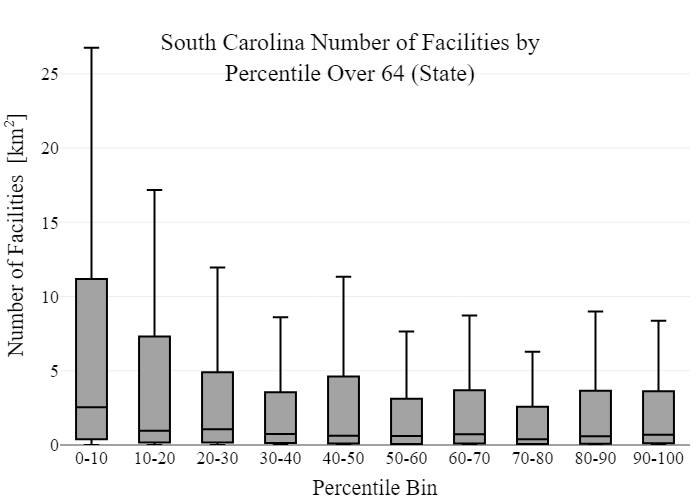 South Carolina Number of Facilities by
Percentile Over 64 (State)
Number of Facilities [km²]
25
20
15
10
5
0
0-10 10-20 20-30 30-40 40-50 50-60 60-70 70-80 80-90 90-100
Percentile Bin